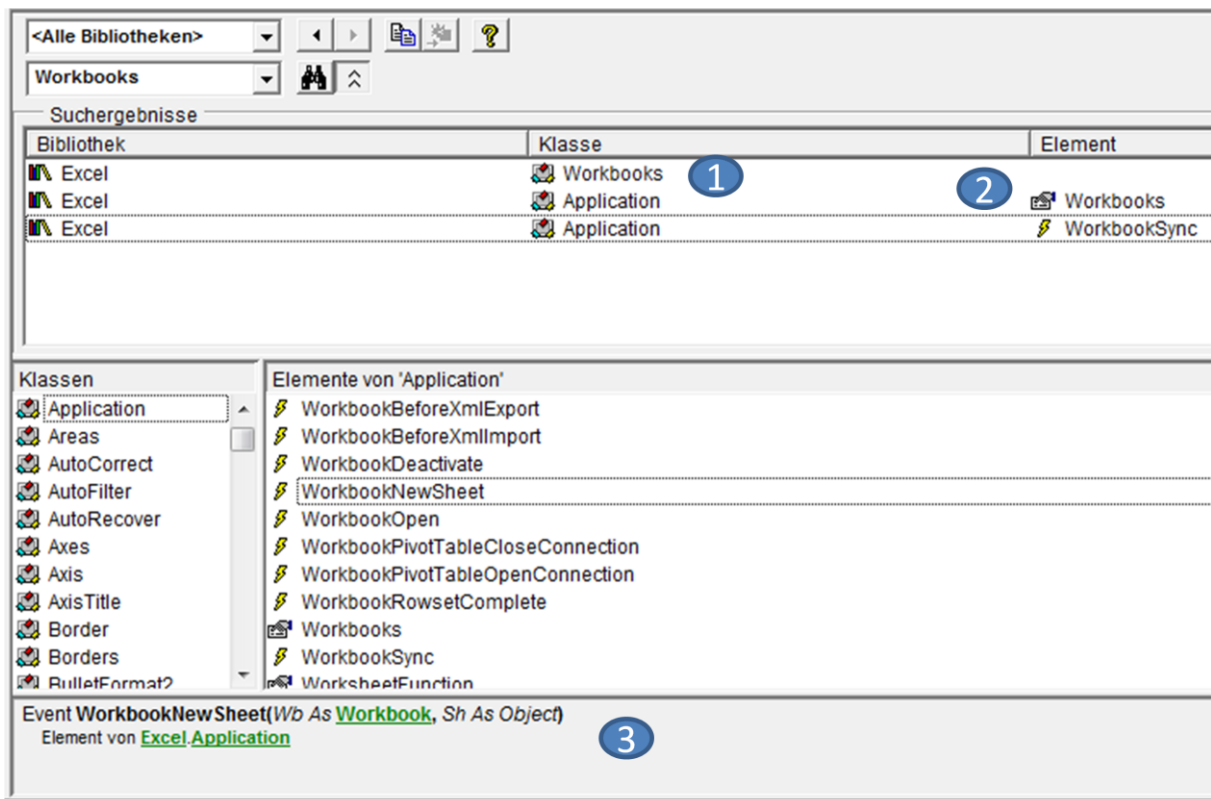 <Alle Bibliotheken>
Workbooks
Suchergebnisse
Bibliothek Klasse Element
Excel Workbooks 1
Excel Application 2 Workbooks
Excel Application WorkbookSync
Klassen Elemente von 'Application'
Application WorkbookBeforeXmlExport
Areas WorkbookBeforeXmlImport
AutoCorrect WorkbookDeactivate
AutoFilter WorkbookNewSheet
AutoRecover WorkbookOpen
Axes WorkbookPivotTableCloseConnection
Axis WorkbookPivotTableOpenConnection
AxisTitle WorkbookRowsetComplete
Border Workbooks
Borders WorkbookSync
BulletFormat2 WorksheetFunction
Event WorkbookNewSheet(Wb As Workbook, Sh As Object)
Element von Excel.Application 3